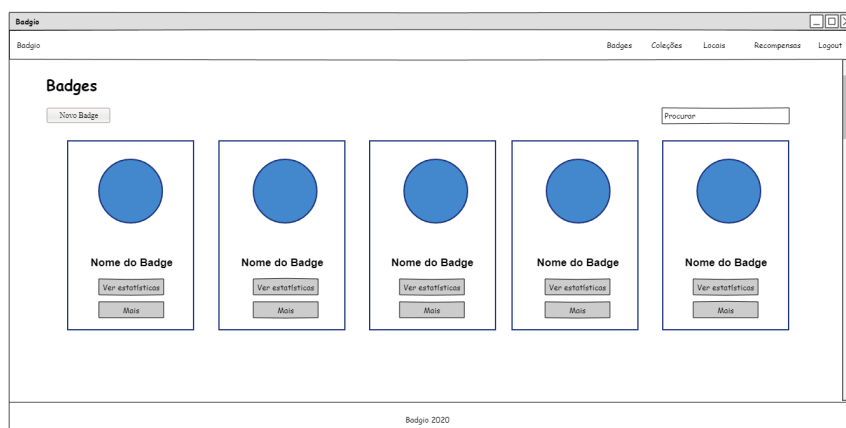 Badgio
Badgio Badges Coleções Locais Recompensas Logout
Badges
Novo Badge Procurar
Nome do Badge Nome do Badge Nome do Badge Nome do Badge Nome do Badge
Ver estatísticas Ver estatísticas Ver estatísticas Ver estatísticas Ver estatísticas
Mais Mais Mais Mais Mais
Badgio 2020